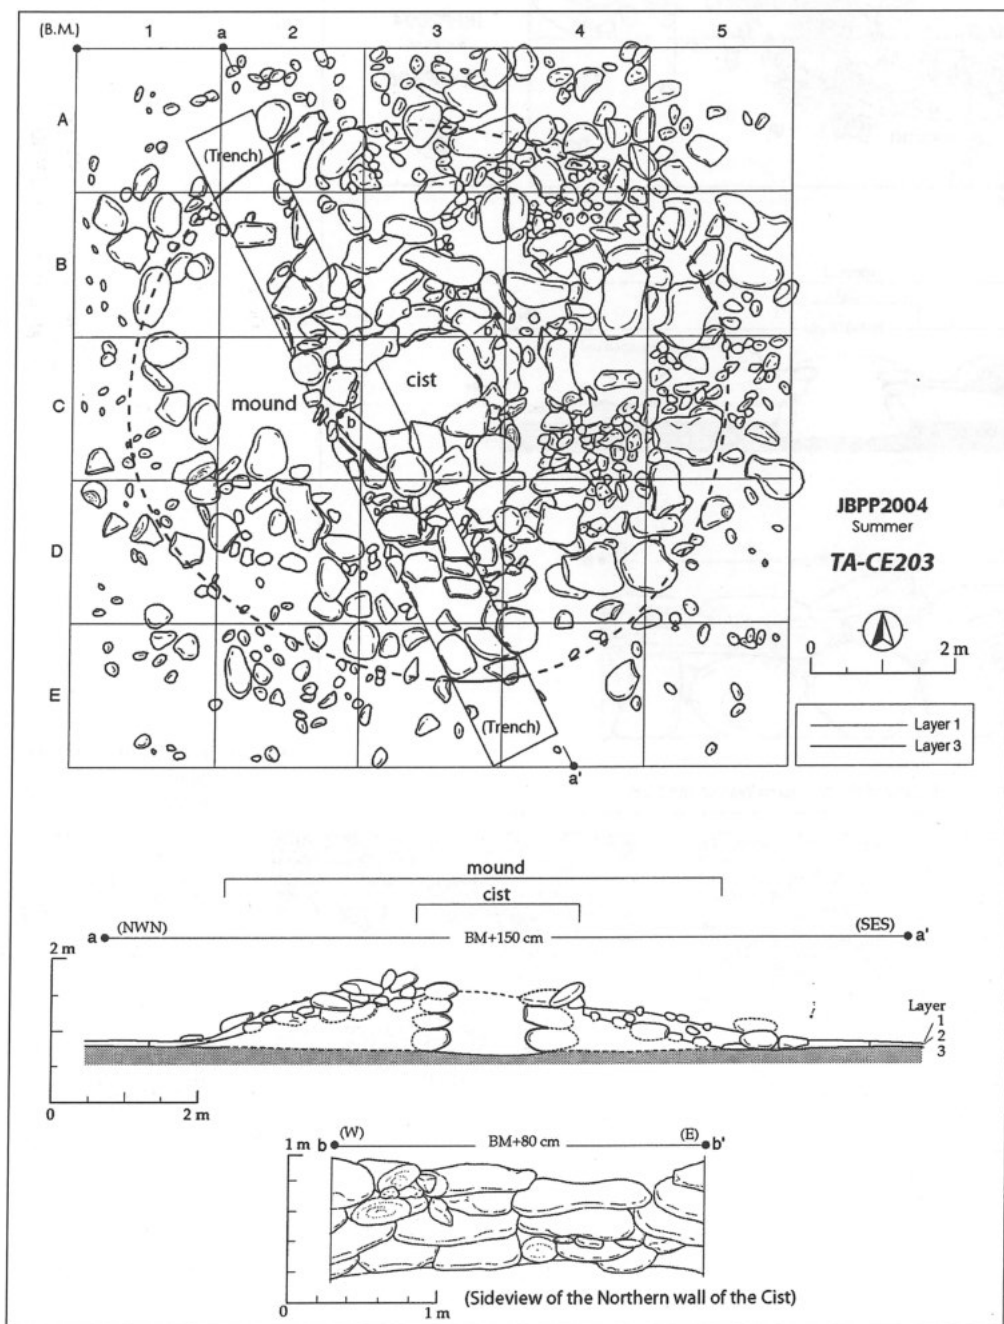 (B.M.) 1 a 2 3 4 5
A
(Trench)
B
b'
cist
C
mound
b
JBPP2004
Summer
D
TA-CE203
0 2 m
E
Layer 1
(Trench)
Layer 3
a'
mound
cist
a (NWN) BM+150 cm (SES) a'
2 m
Layer
1
2
3
0 2 m
1 m b (W) BM+80 cm (E) b'
0 1 m
(Sideview of the Northern wall of the Cist)